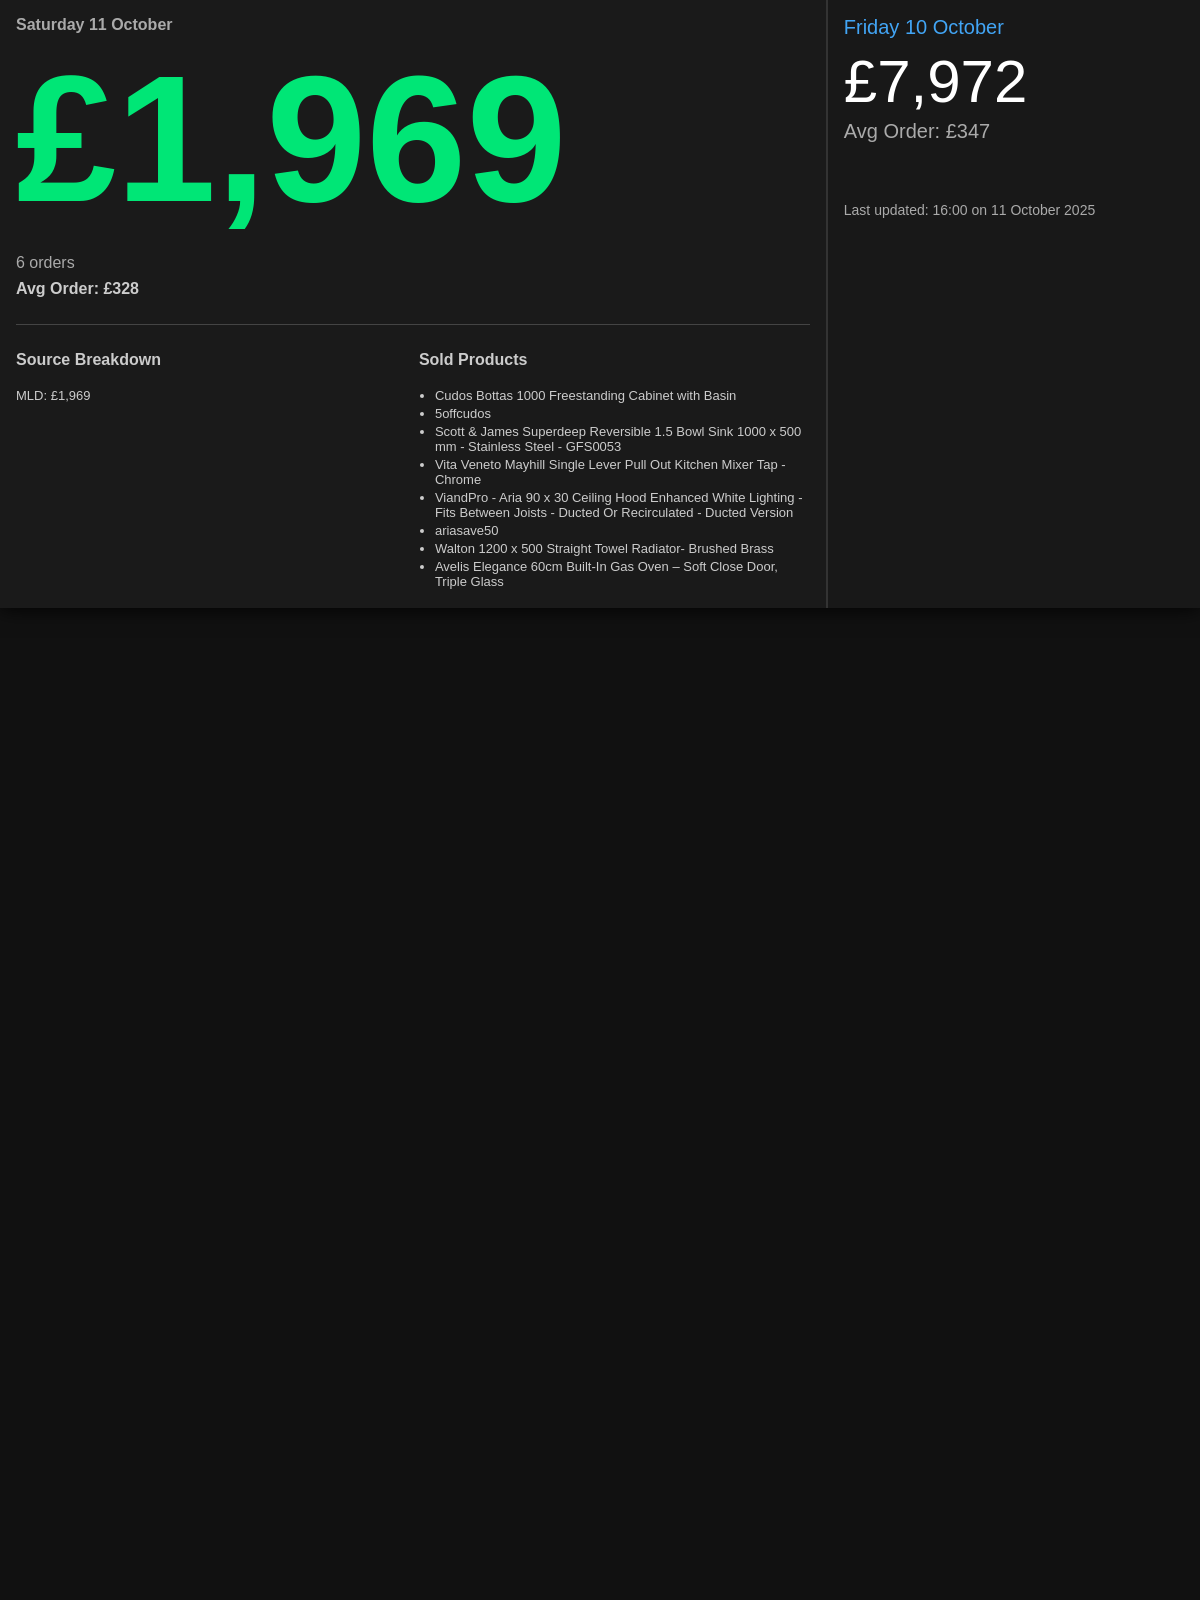 Saturday 11 October
£1,969
6 orders
Avg Order: £328
Source Breakdown
MLD: £1,969
Sold Products
Cudos Bottas 1000 Freestanding Cabinet with Basin
5offcudos
Scott & James Superdeep Reversible 1.5 Bowl Sink 1000 x 500
mm - Stainless Steel - GFS0053
Vita Veneto Mayhill Single Lever Pull Out Kitchen Mixer Tap -
Chrome
ViandPro - Aria 90 x 30 Ceiling Hood Enhanced White Lighting -
Fits Between Joists - Ducted Or Recirculated - Ducted Version
ariasave50
Walton 1200 x 500 Straight Towel Radiator- Brushed Brass
Avelis Elegance 60cm Built-In Gas Oven – Soft Close Door,
Triple Glass
Friday 10 October
£7,972
Avg Order: £347
Last updated: 16:00 on 11 October 2025